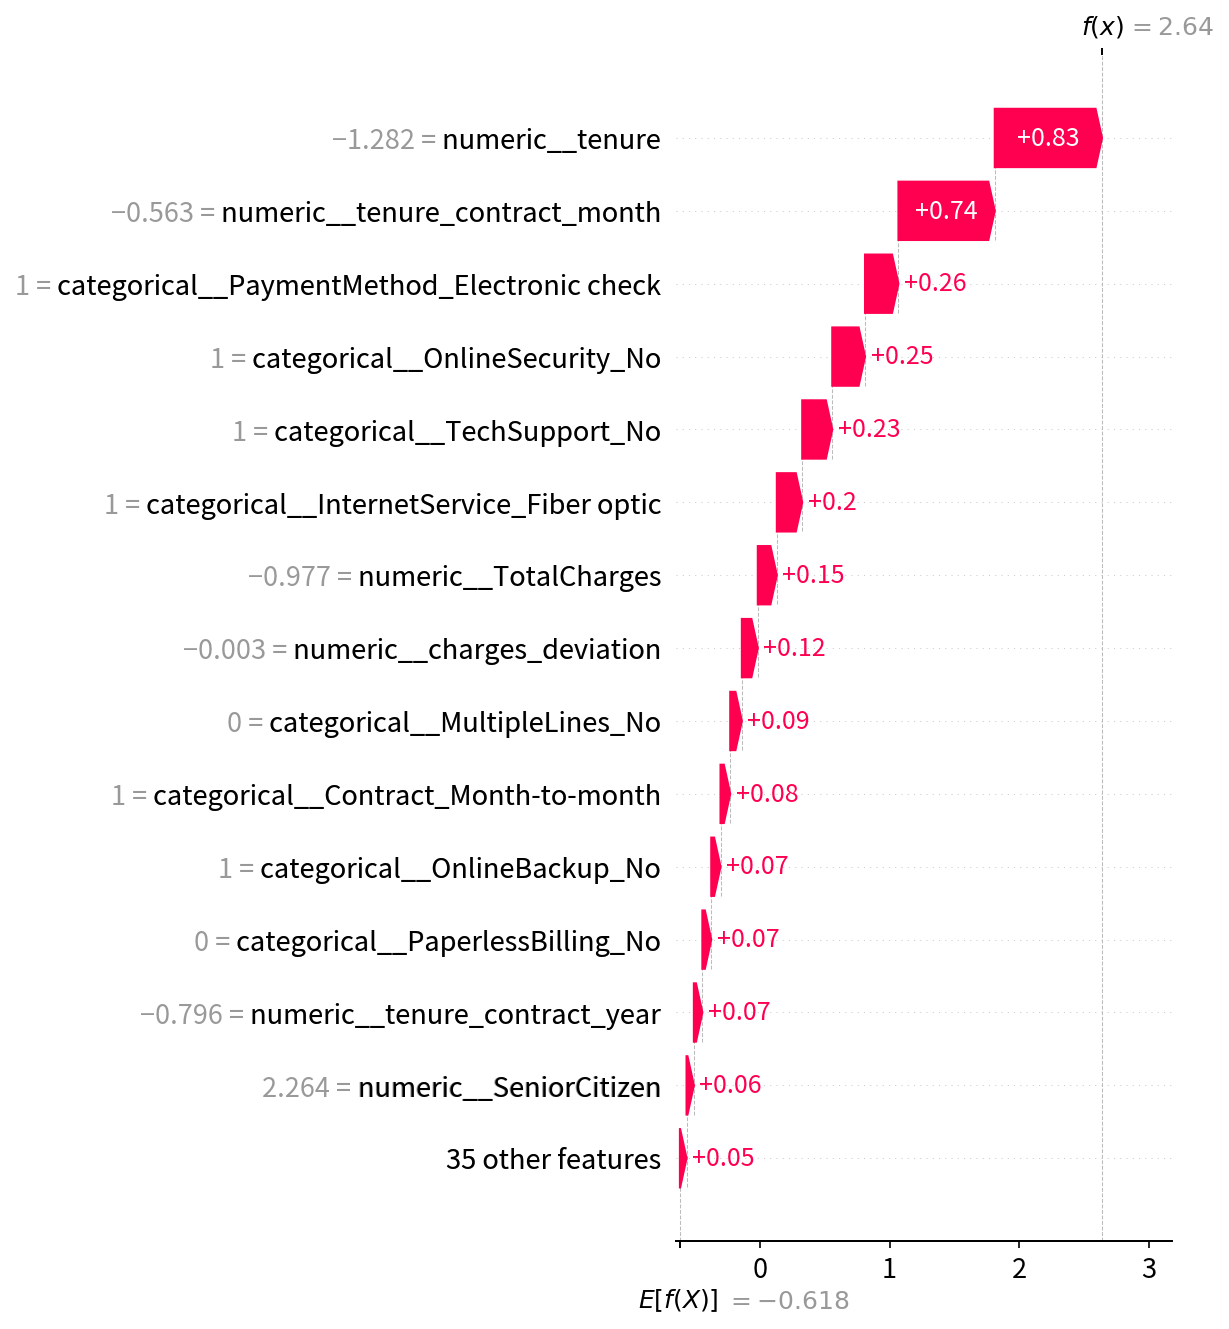 f(x) = 2.64
−1.282 = numeric__tenure +0.83
−0.563 = numeric__tenure_contract_month +0.74
1 = categorical__PaymentMethod_Electronic check +0.26
1 = categorical__OnlineSecurity_No +0.25
1 = categorical__TechSupport_No +0.23
1 = categorical__InternetService_Fiber optic +0.2
−0.977 = numeric__TotalCharges +0.15
−0.003 = numeric__charges_deviation +0.12
0 = categorical__MultipleLines_No +0.09
1 = categorical__Contract_Month-to-month +0.08
1 = categorical__OnlineBackup_No +0.07
0 = categorical__PaperlessBilling_No +0.07
−0.796 = numeric__tenure_contract_year +0.07
2.264 = numeric__SeniorCitizen +0.06
35 other features +0.05
0 1 2 3
E[f(X)] = −0.618